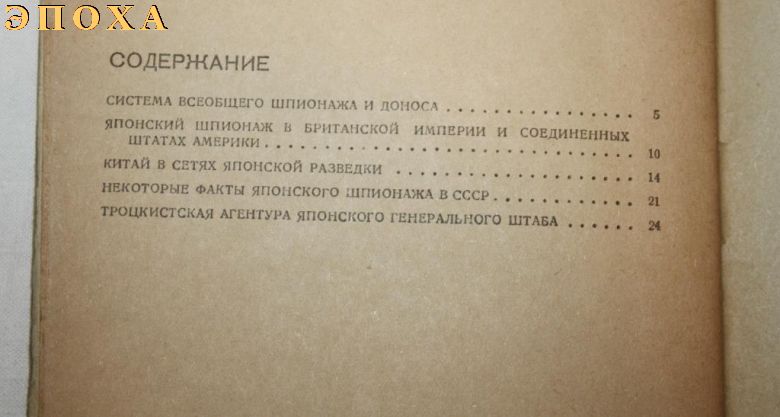 ЭПОХА
СОДЕРЖАНИЕ
СИСТЕМА ВСЕОБЩЕГО ШПИОНАЖА И ДОНОСА . . . . . . . . . . . . . . 5
ЯПОНСКИЙ ШПИОНАЖ В БРИТАНСКОЙ ИМПЕРИИ И СОЕДИНЕННЫХ
ШТАТАХ АМЕРИКИ . . . . . . . . . . . . . . . . . . . . . . . . . . . 10
КИТАЙ В СЕТЯХ ЯПОНСКОЙ РАЗВЕДКИ . . . . . . . . . . . . . . . . . . 14
НЕКОТОРЫЕ ФАКТЫ ЯПОНСКОГО ШПИОНАЖА В СССР . . . . . . . . . . 21
ТРОЦКИСТСКАЯ АГЕНТУРА ЯПОНСКОГО ГЕНЕРАЛЬНОГО ШТАБА . . . . . . 24